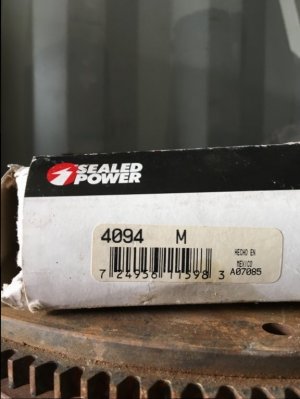 SEALED
POWER
4094 M
HECHO EN
MEXICO
7 24956 11598 3 A07085